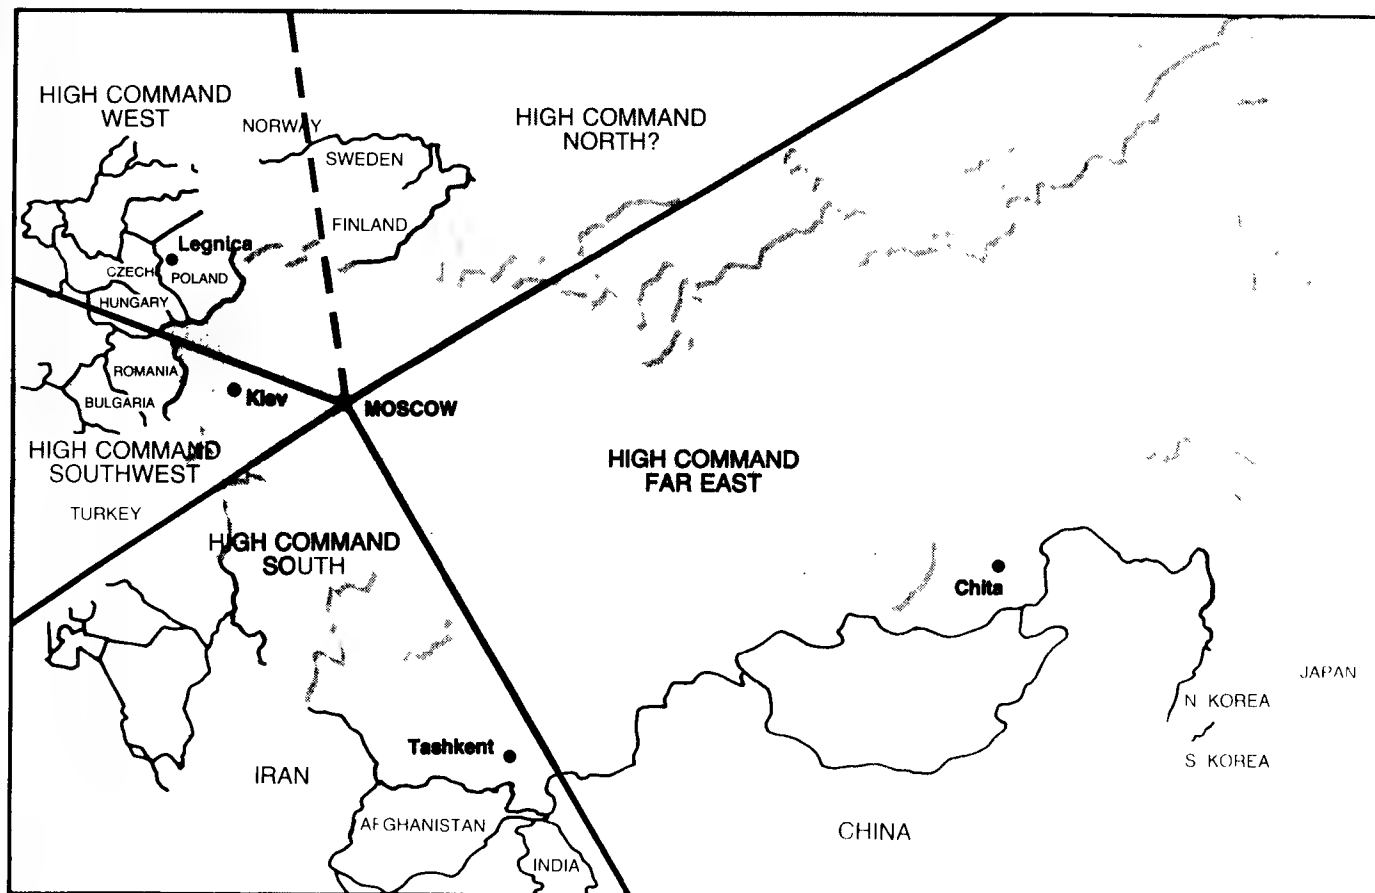 HIGH COMMAND
WEST
NORWAY
SWEDEN
HIGH COMMAND
NORTH?
FINLAND
Legnica
CZECH
POLAND
HUNGARY
ROMANIA
BULGARIA
Kiev
MOSCOW
HIGH COMMAND
SOUTHWEST
HIGH COMMAND
FAR EAST
TURKEY
HIGH COMMAND
SOUTH
Chita
JAPAN
N KOREA
S KOREA
Tashkent
IRAN
AFGHANISTAN
CHINA
INDIA